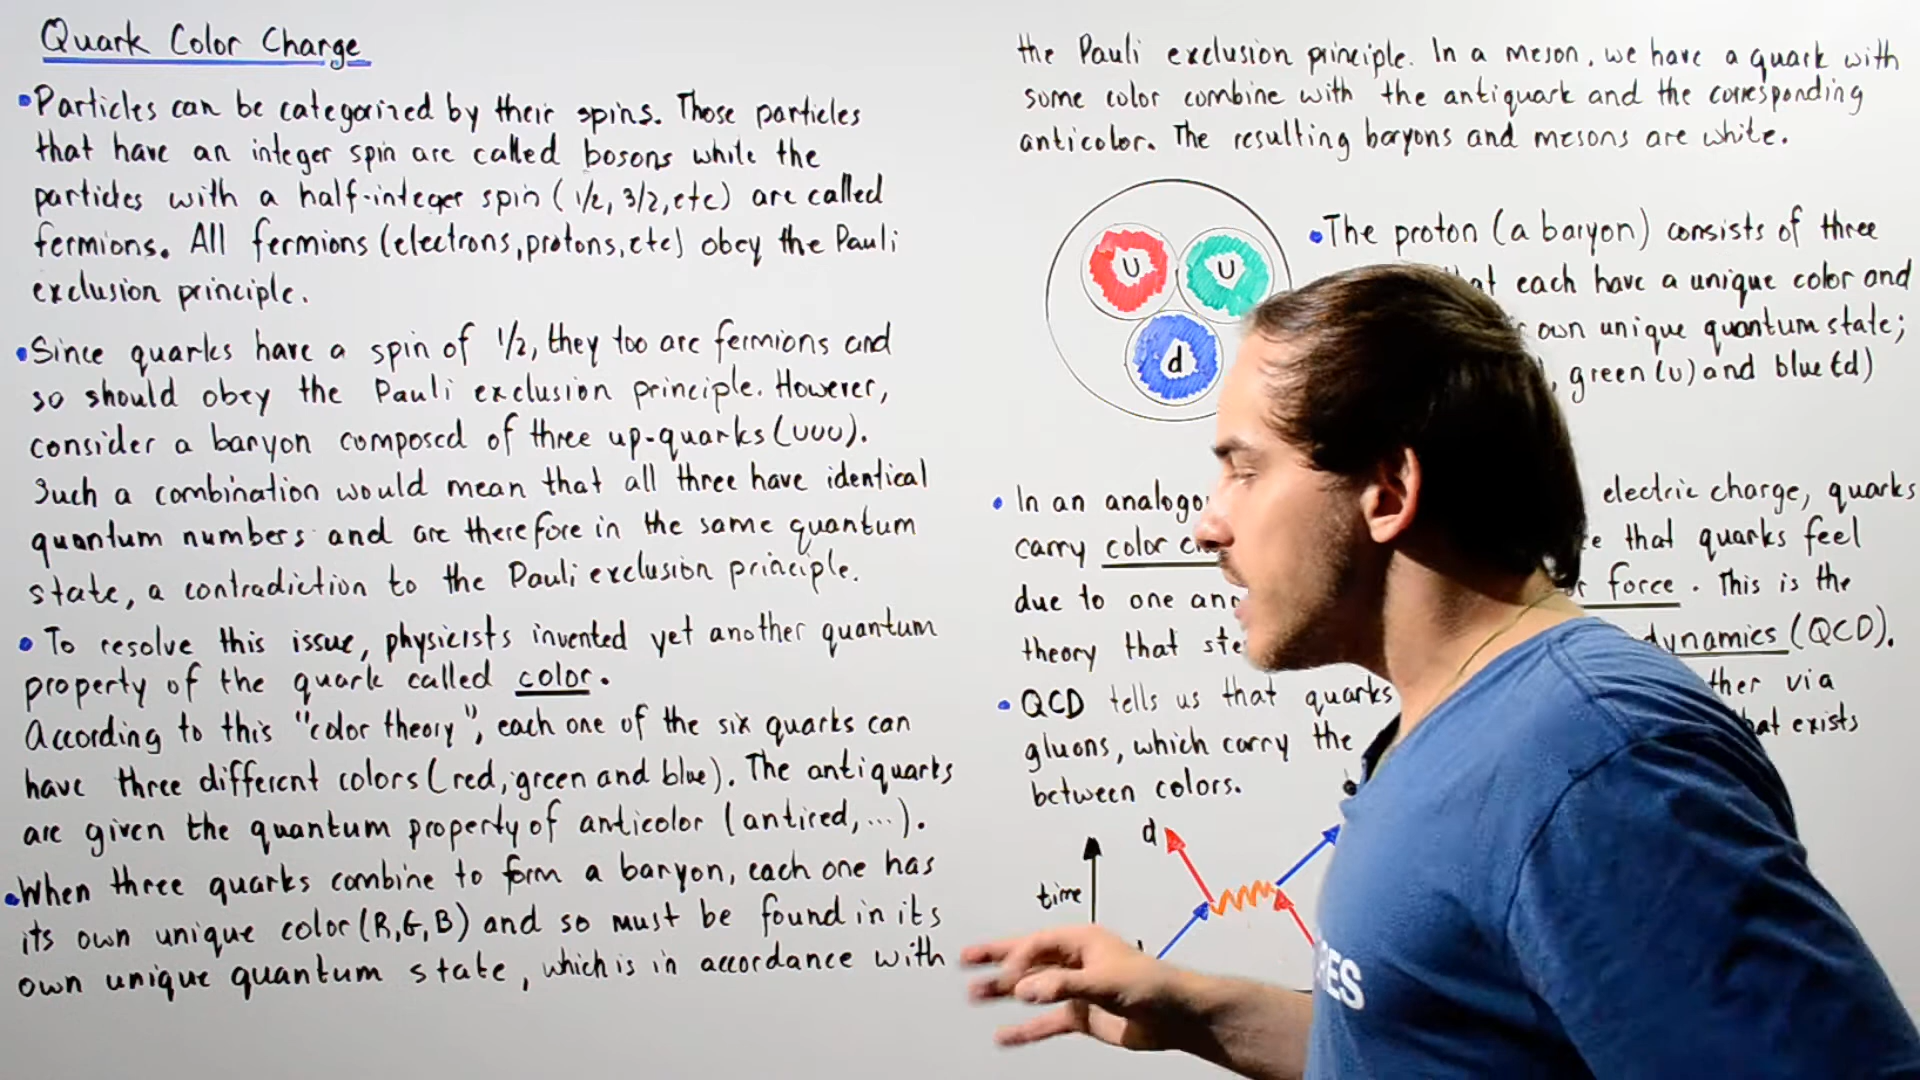 Quark Color Charge
•Particles can be categorized by their spins. Those particles
that have an integer spin are called bosons while the
particles with a half-integer spin (1/2, 3/2, etc) are called
fermions. All fermions (electrons, protons, etc) obey the Pauli
exclusion principle.
•Since quarks have a spin of 1/2, they too are fermions and
so should obey the Pauli exclusion principle. However,
consider a baryon composed of three up-quarks (UUU).
Such a combination would mean that all three have identical
quantum numbers and are therefore in the same quantum
state, a contradiction to the Pauli exclusion principle.
• To resolve this issue, physicists invented yet another quantum
property of the quark called color.
According to this "color theory", each one of the six quarks can
have three different colors (red, green and blue). The antiquarks
are given the quantum property of anticolor (antired, ...).
•When three quarks combine to form a baryon, each one has
its own unique color (R,G,B) and so must be found in its
own unique quantum state, which is in accordance with
the Pauli exclusion principle. In a meson, we have a quark with
some color combine with the antiquark and the corresponding
anticolor. The resulting baryons and mesons are white.
U U
d
•The proton (a baryon) consists of three
each have a unique color and
own unique quantum state;
green (u) and blue (d)
• In an electric charge, quarks
carry color that quarks feel
due to one force. This is the
theory that dynamics (QCD).
• QCD tells us that quarks via
gluons, which carry the exists
between colors.
d
time
RES